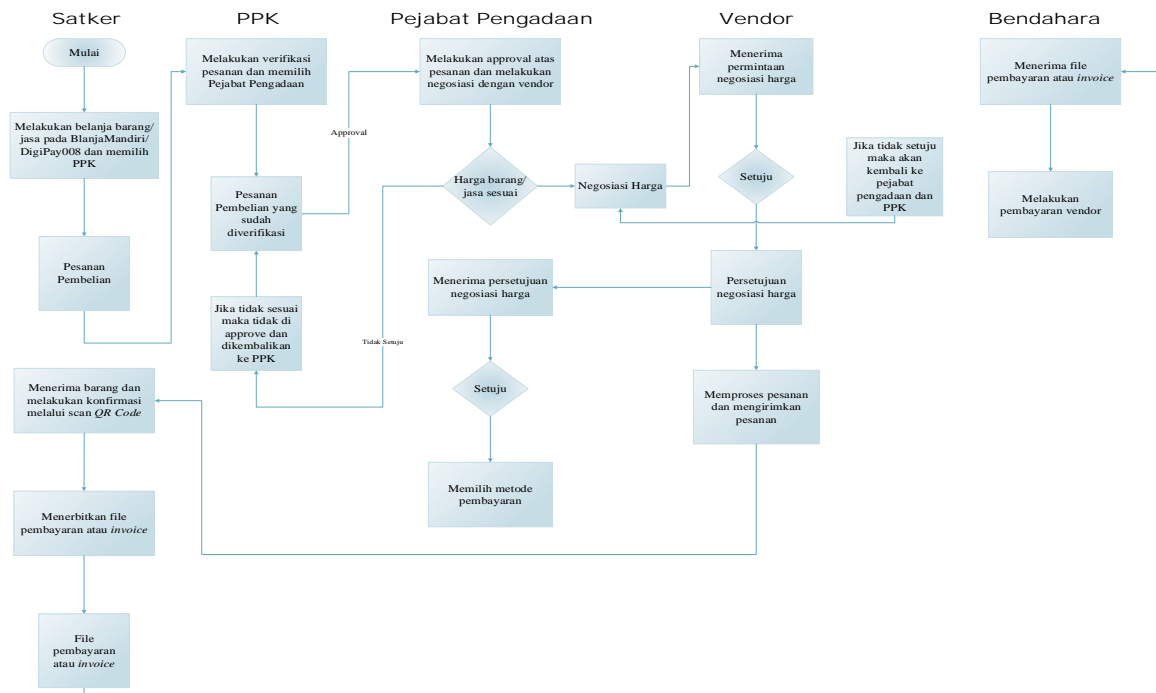 Satker
PPK
Pejabat Pengadaan
Vendor
Bendahara
Mulai
Melakukan belanja barang/
jasa pada BlanjaMandiri/
DigiPay008 dan memilih
PPK
Pesanan
Pembelian
Menerima barang dan
melakukan konfirmasi
melalui scan QR Code
Menerbitkan file
pembayaran atau invoice
File
pembayaran
atau invoice
Melakukan verifikasi
pesanan dan memilih
Pejabat Pengadaan
Pesanan
Pembelian yang
sudah
diverifikasi
Jika tidak sesuai
maka tidak di
approve dan
dikembalikan
ke PPK
Approval
Tidak Setuju
Melakukan approval atas
pesanan dan melakukan
negosiasi dengan vendor
Harga barang/
jasa sesuai
Negosiasi Harga
Menerima persetujuan
negosiasi harga
Setuju
Memilih metode
pembayaran
Menerima
permintaan
negosiasi harga
Setuju
Jika tidak setuju
maka akan
kembali ke
pejabat
pengadaan dan
PPK
Persetujuan
negosiasi harga
Memproses pesanan
dan mengirimkan
pesanan
Menerima file
pembayaran atau invoice
Melakukan
pembayaran vendor